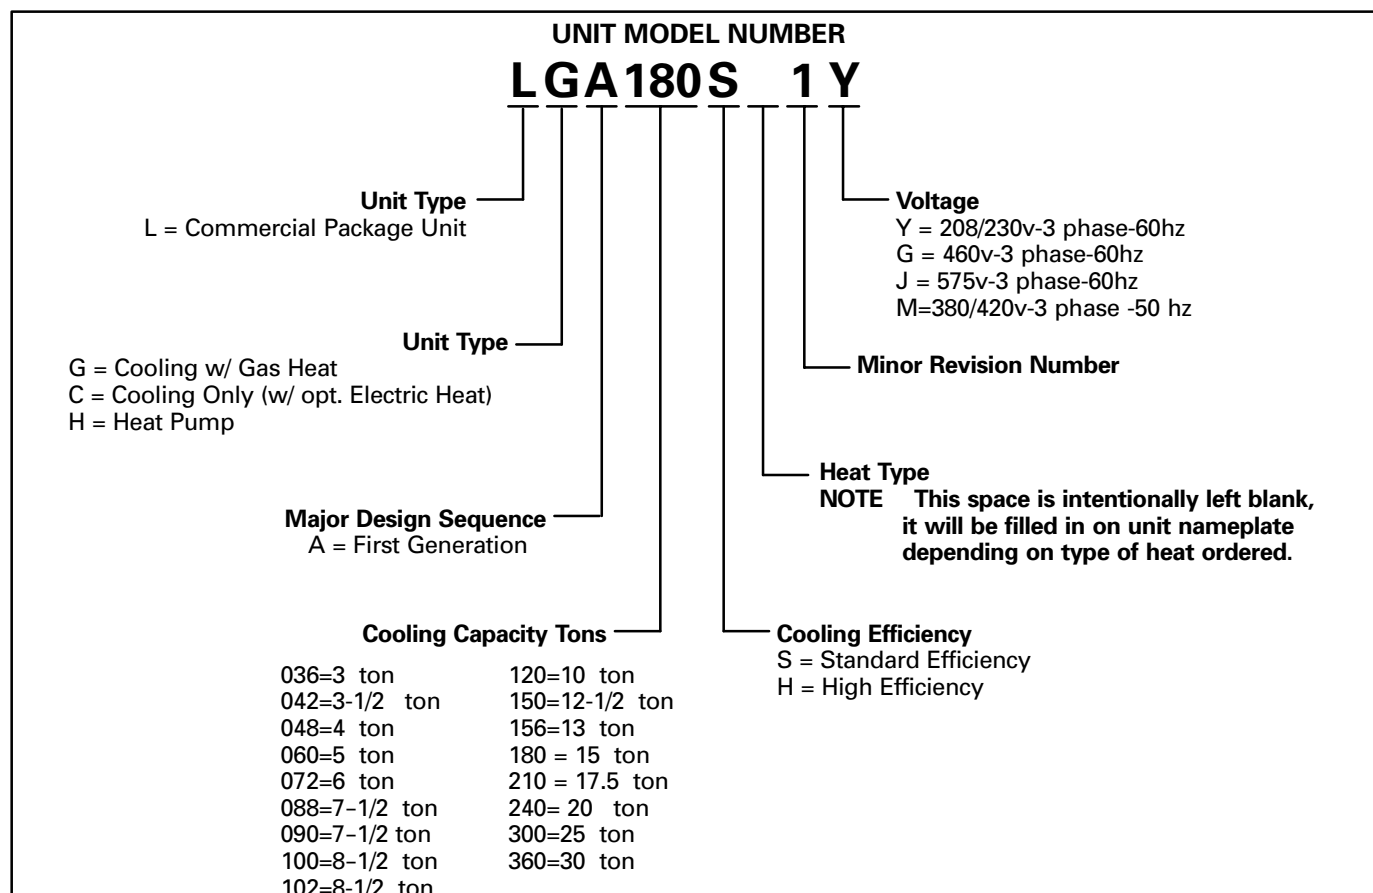 UNIT MODEL NUMBER
L G A 180 S 1 Y
Unit Type
L = Commercial Package Unit
Unit Type
G = Cooling w/ Gas Heat
C = Cooling Only (w/ opt. Electric Heat)
H = Heat Pump
Major Design Sequence
A = First Generation
Cooling Capacity Tons
036=3 ton
042=3-1/2 ton
048=4 ton
060=5 ton
072=6 ton
088=7-1/2 ton
090=7-1/2 ton
100=8-1/2 ton
102=8-1/2 ton
120=10 ton
150=12-1/2 ton
156=13 ton
180 = 15 ton
210 = 17.5 ton
240= 20 ton
300=25 ton
360=30 ton
Voltage
Y = 208/230v-3 phase-60hz
G = 460v-3 phase-60hz
J = 575v-3 phase-60hz
M=380/420v-3 phase -50 hz
Minor Revision Number
Heat Type
NOTE This space is intentionally left blank,
it will be filled in on unit nameplate
depending on type of heat ordered.
Cooling Efficiency
S = Standard Efficiency
H = High Efficiency